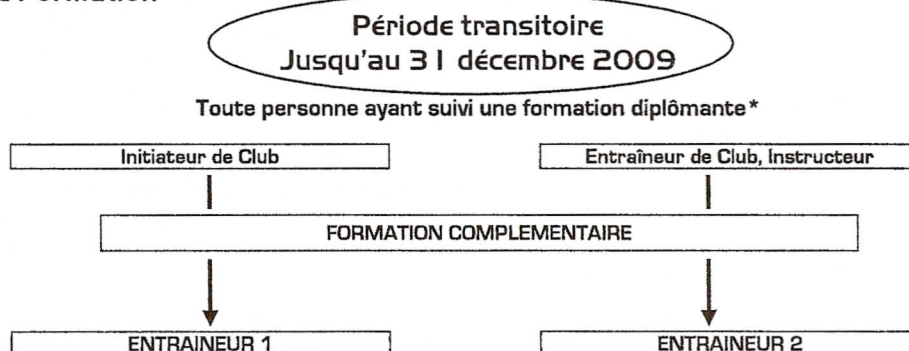 Formation
Période transitoire
Jusqu'au 31 décembre 2009
Toute personne ayant suivi une formation diplômante*
Initiateur de Club
Entraîneur de Club, Instructeur
FORMATION COMPLEMENTAIRE
ENTRAINEUR 1
ENTRAINEUR 2